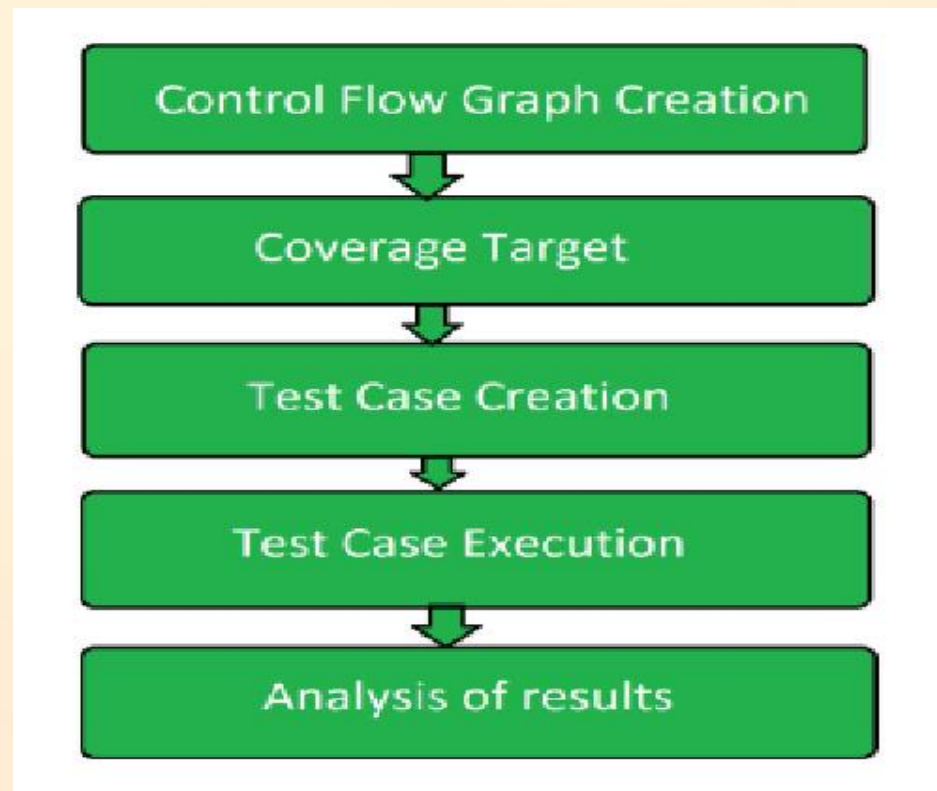 Control Flow Graph Creation
Coverage Target
Test Case Creation
Test Case Execution
Analysis of results